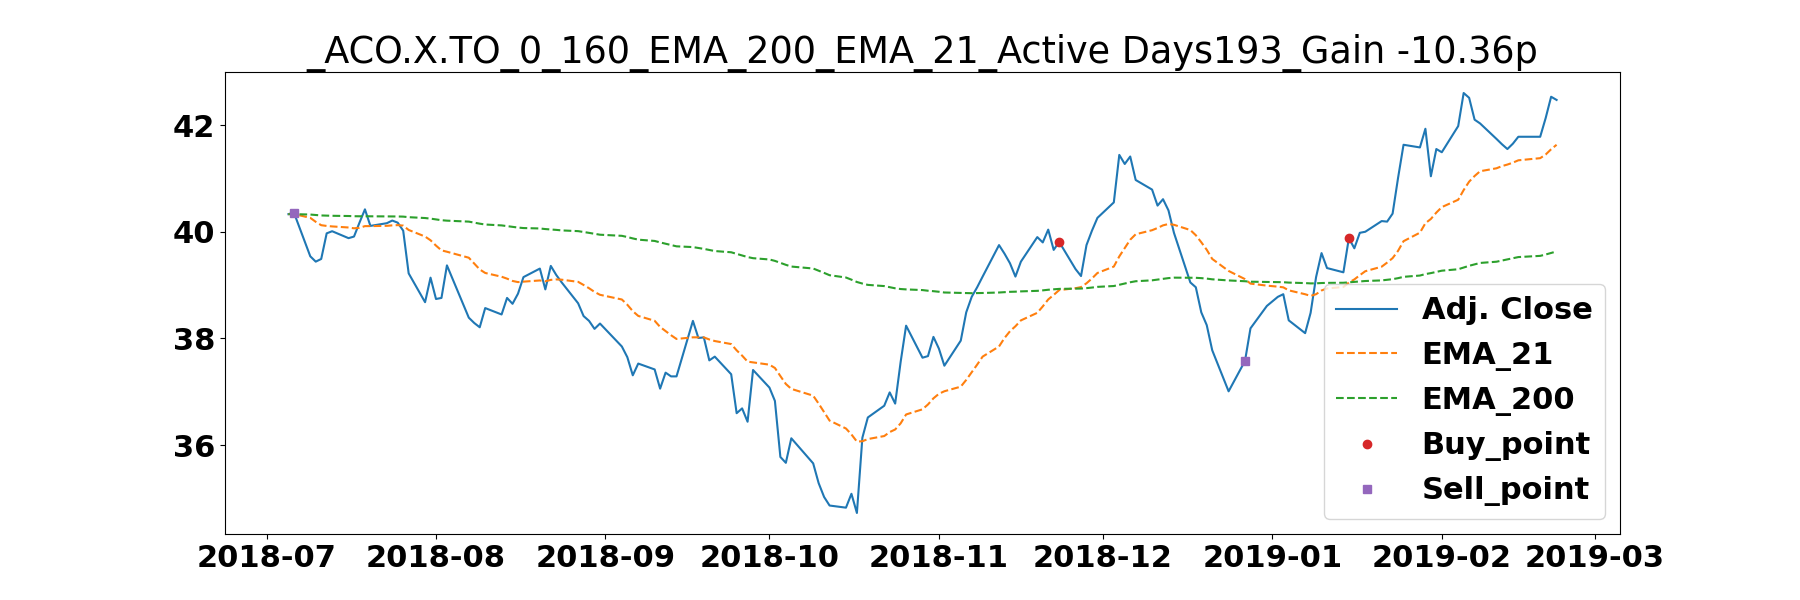 _ACO.X.TO_0_160_EMA_200_EMA_21_Active Days193_Gain -10.36p
42
40
38
36
Adj. Close
EMA_21
EMA_200
Buy_point
Sell_point
2018-07 2018-08 2018-09 2018-10 2018-11 2018-12 2019-01 2019-02 2019-03